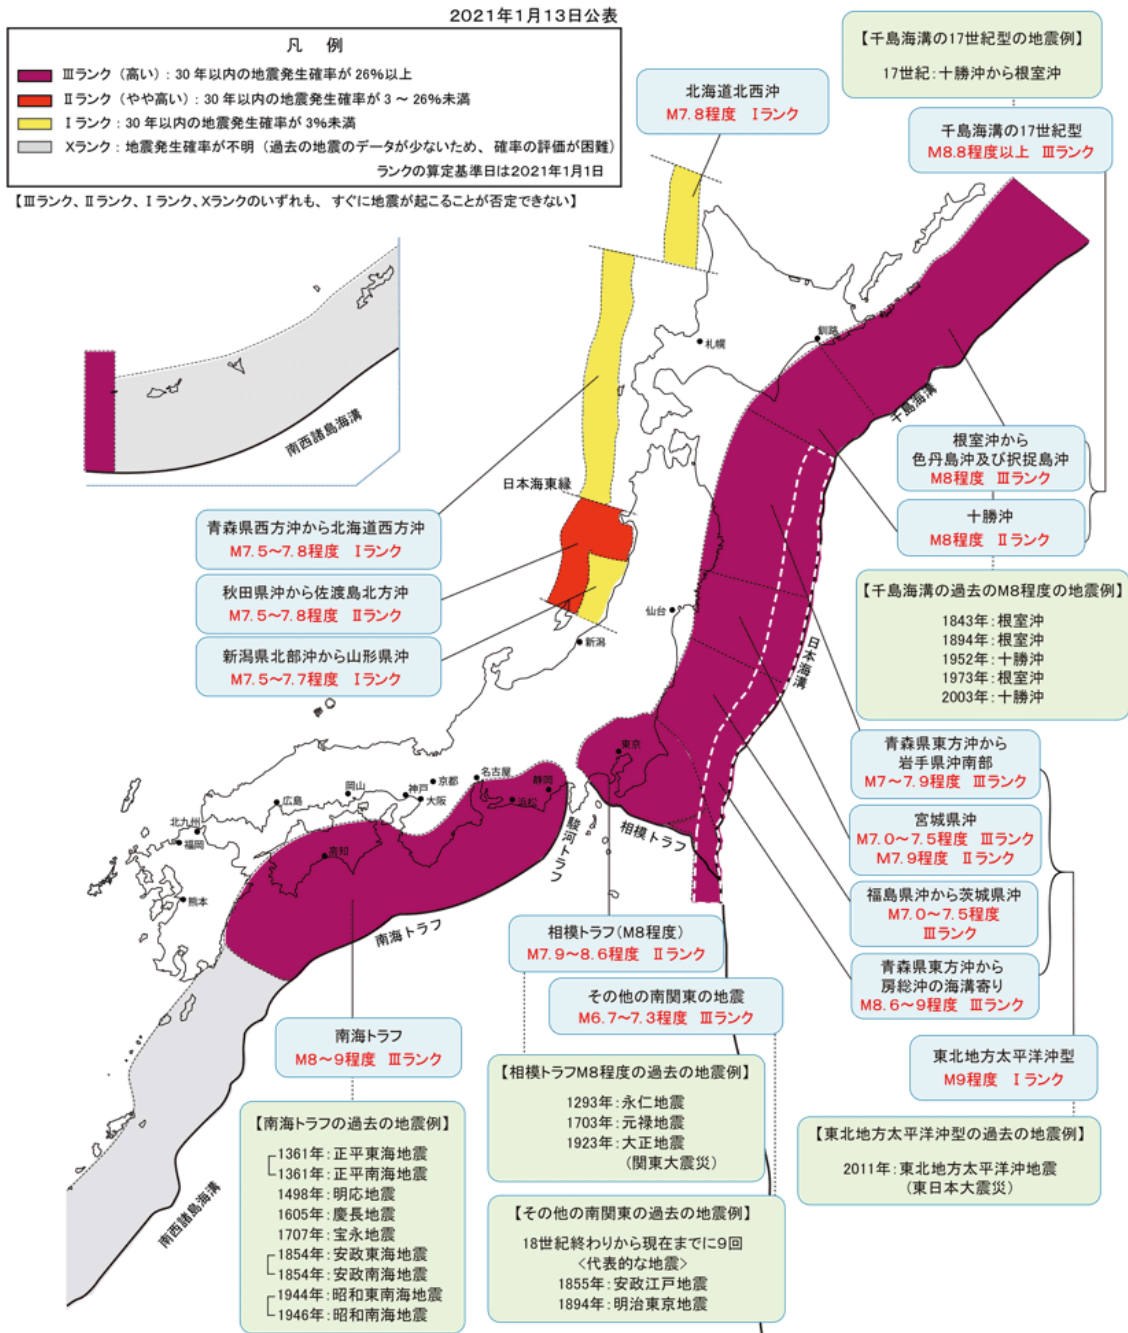 2021年1月13日公表
凡 例
Ⅲランク（高い）：30年以内の地震発生確率が26%以上
Ⅱランク（やや高い）：30年以内の地震発生確率が3～26%未満
Ⅰランク：30年以内の地震発生確率が3%未満
Xランク：地震発生確率が不明（過去の地震のデータが少ないため、確率の評価が困難）
ランクの算定基準日は2021年1月1日
【Ⅲランク、Ⅱランク、Ⅰランク、Xランクのいずれも、すぐに地震が起こることが否定できない】
【千島海溝の17世紀型の地震例】
17世紀：十勝沖から根室沖
北海道北西沖
M7.8程度 Ⅰランク
千島海溝の17世紀型
M8.8程度以上 Ⅲランク
札幌
釧路
千島海溝
南西諸島海溝
日本海東縁
根室沖から
色丹島沖及び択捉島沖
M8程度 Ⅲランク
十勝沖
M8程度 Ⅱランク
青森県西方沖から北海道西方沖
M7.5～7.8程度 Ⅰランク
秋田県沖から佐渡島北方沖
M7.5～7.8程度 Ⅱランク
新潟県北部沖から山形県沖
M7.5～7.7程度 Ⅰランク
【千島海溝の過去のM8程度の地震例】
1843年：根室沖
1894年：根室沖
1952年：十勝沖
1973年：根室沖
2003年：十勝沖
仙台
新潟
日本海溝
青森県東方沖から
岩手県沖南部
M7～7.9程度 Ⅲランク
宮城県沖
M7.0～7.5程度 Ⅲランク
M7.9程度 Ⅱランク
福島県沖から茨城県沖
M7.0～7.5程度
Ⅲランク
青森県東方沖から
房総沖の海溝寄り
M8.6～9程度 Ⅲランク
東京
名古屋
静岡
浜松
京都
神戸
大阪
岡山
広島
北九州
福岡
高知
熊本
駿河トラフ
相模トラフ
南海トラフ
相模トラフ(M8程度)
M7.9～8.6程度 Ⅱランク
その他の南関東の地震
M6.7～7.3程度 Ⅲランク
南海トラフ
M8～9程度 Ⅲランク
東北地方太平洋沖型
M9程度 Ⅰランク
【相模トラフM8程度の過去の地震例】
1293年：永仁地震
1703年：元禄地震
1923年：大正地震
(関東大震災)
【南海トラフの過去の地震例】
1361年：正平東海地震
1361年：正平南海地震
1498年：明応地震
1605年：慶長地震
1707年：宝永地震
1854年：安政東海地震
1854年：安政南海地震
1944年：昭和東南海地震
1946年：昭和南海地震
【東北地方太平洋沖型の過去の地震例】
2011年：東北地方太平洋沖地震
(東日本大震災)
【その他の南関東の過去の地震例】
18世紀終わりから現在までに9回
<代表的な地震>
1855年：安政江戸地震
1894年：明治東京地震
南西諸島海溝